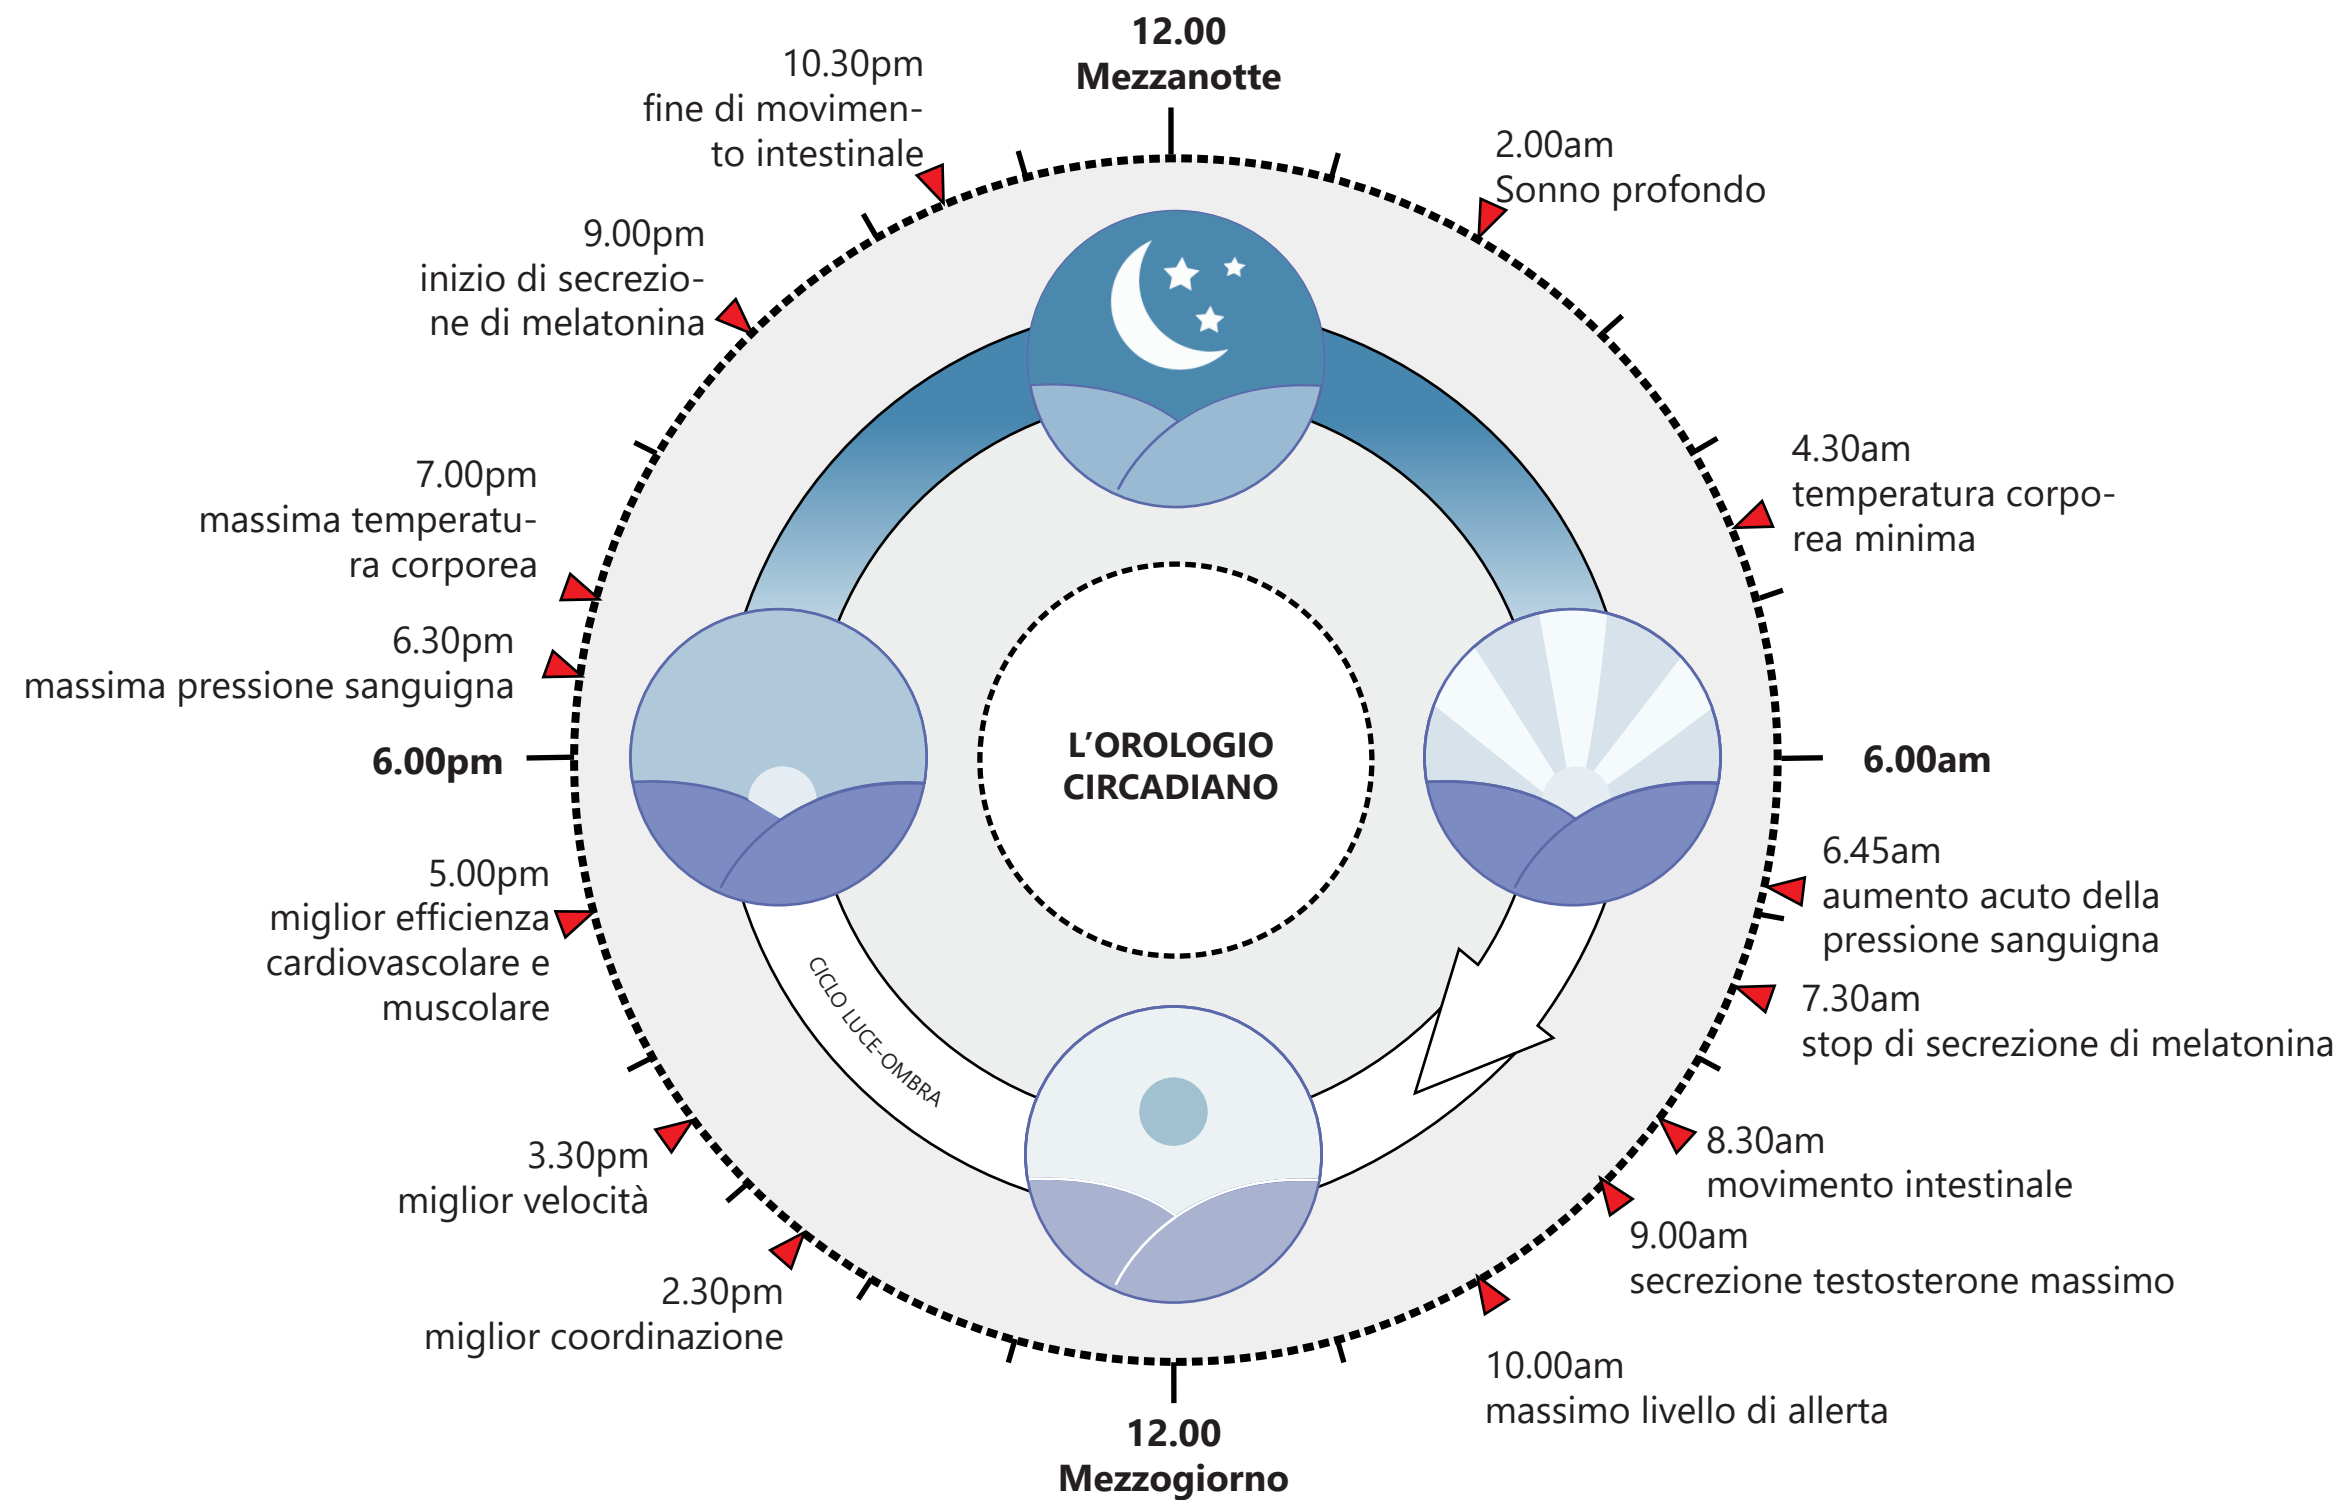 12.00
Mezzanotte
2.00am
Sonno profondo
4.30am
temperatura corpo-
rea minima
6.00am
6.45am
aumento acuto della
pressione sanguigna
7.30am
stop di secrezione di melatonina
8.30am
movimento intestinale
9.00am
secrezione testosterone massimo
10.00am
massimo livello di allerta
12.00
Mezzogiorno
2.30pm
miglior coordinazione
3.30pm
miglior velocità
5.00pm
miglior efficienza
cardiovascolare e
muscolare
6.00pm
6.30pm
massima pressione sanguigna
7.00pm
massima temperatu-
ra corporea
9.00pm
inizio di secrezio-
ne di melatonina
10.30pm
fine di movimen-
to intestinale
L’OROLOGIO
CIRCADIANO
CICLO LUCE-OMBRA